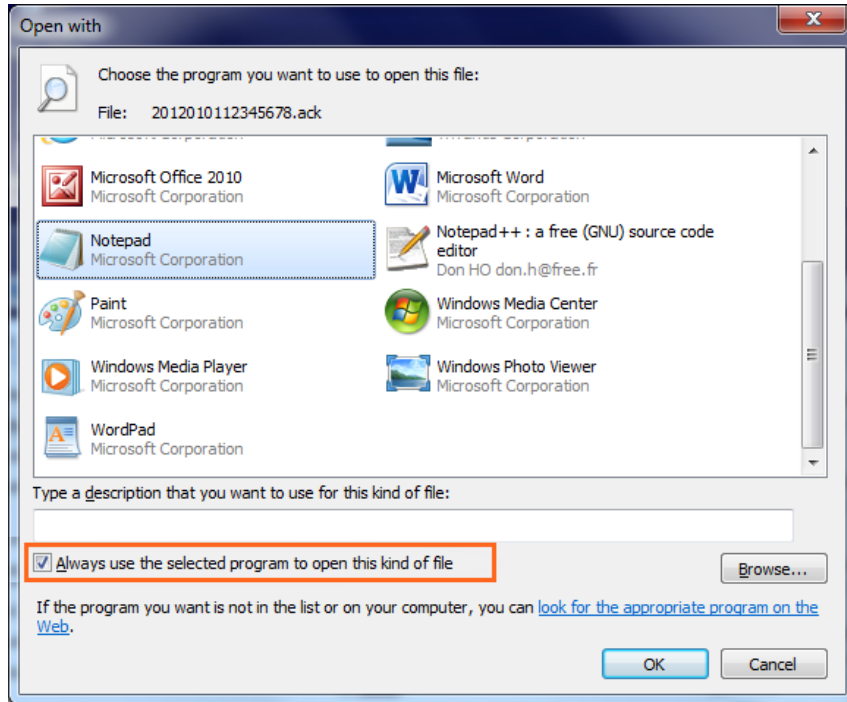 Open with
Choose the program you want to use to open this file:
File: 2012010112345678.ack
Microsoft Office 2010
Microsoft Corporation
Microsoft Word
Microsoft Corporation
Notepad
Microsoft Corporation
Notepad++ : a free (GNU) source code
editor
Don HO don.h@free.fr
Paint
Microsoft Corporation
Windows Media Center
Microsoft Corporation
Windows Media Player
Microsoft Corporation
Windows Photo Viewer
Microsoft Corporation
WordPad
Microsoft Corporation
Type a description that you want to use for this kind of file:
Always use the selected program to open this kind of file
Browse...
If the program you want is not in the list or on your computer, you can look for the appropriate program on the
Web.
OK
Cancel